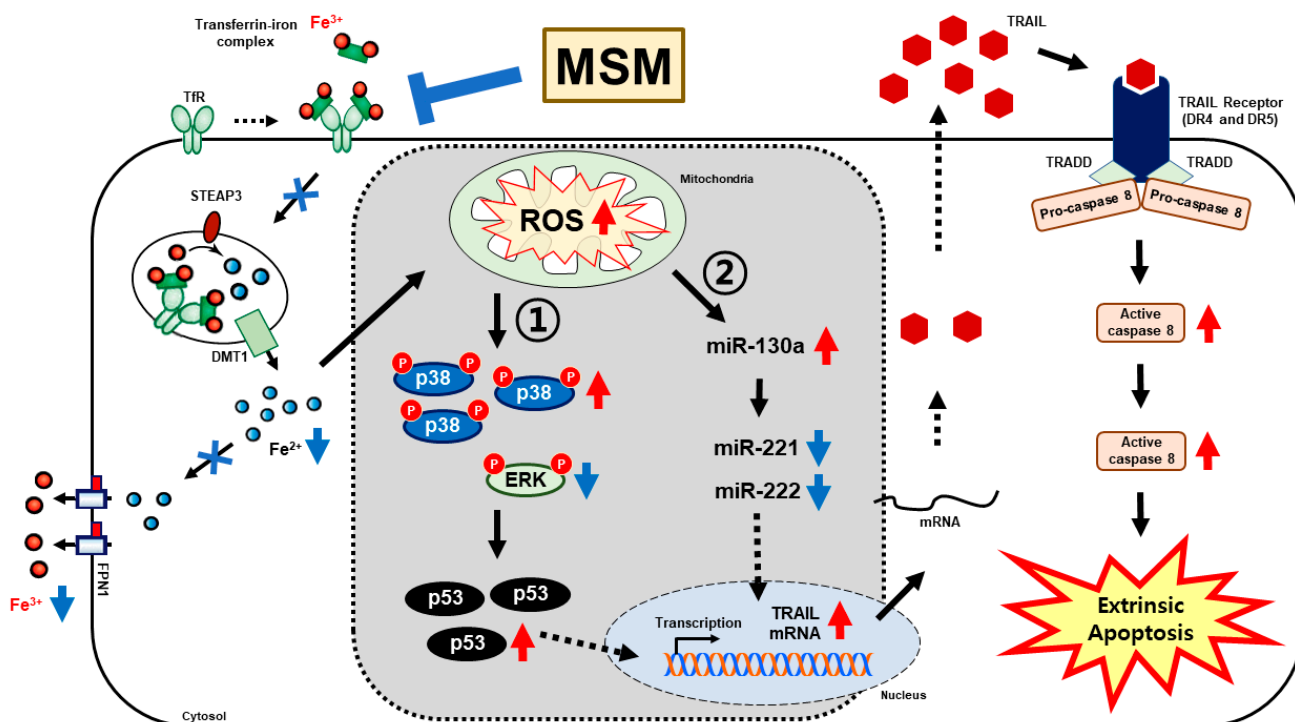 Transferrin-iron
complex
Fe³⁺
MSM
TfR
STEAP3
DMT1
Fe²⁺
FPN1
Fe³⁺
Cytosol
Mitochondria
ROS
①
②
P
P
p38
P
P
p38
P
P
p38
P
P
ERK
p53
p53
p53
miR-130a
miR-221
miR-222
Transcription
TRAIL
mRNA
Nucleus
mRNA
TRAIL
TRAIL Receptor
(DR4 and DR5)
TRADD
TRADD
Pro-caspase 8
Pro-caspase 8
Active
caspase 8
Active
caspase 8
Extrinsic
Apoptosis